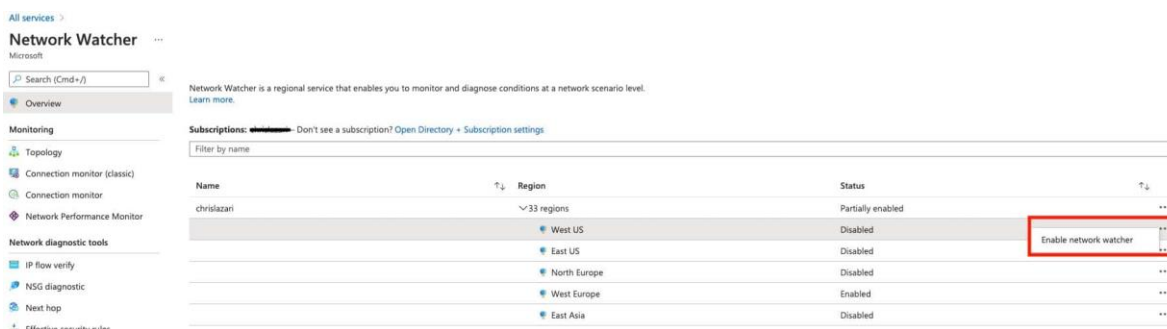 All services >
Network Watcher ...
Microsoft
Search (Cmd+/) «
Overview
Monitoring
Topology
Connection monitor (classic)
Connection monitor
Network Performance Monitor
Network diagnostic tools
IP flow verify
NSG diagnostic
Next hop
Effective security rules
Network Watcher is a regional service that enables you to monitor and diagnose conditions at a network scenario level.
Learn more.
Subscriptions: - Don't see a subscription? Open Directory + Subscription settings
Filter by name
Name ↑↓ Region Status ↑↓
chrislazari 33 regions Partially enabled
West US Disabled
Enable network watcher
East US Disabled
North Europe Disabled
West Europe Enabled
East Asia Disabled